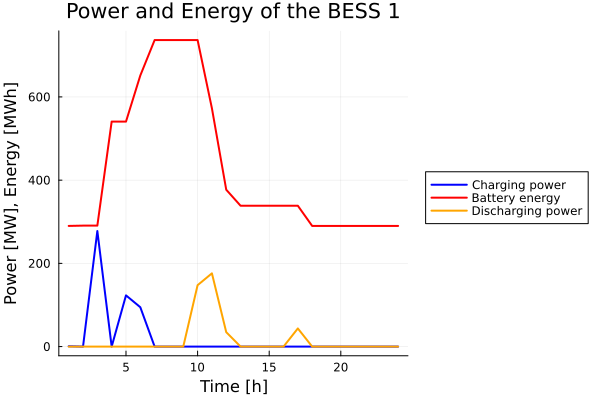 Power and Energy of the BESS 1
Power [MW], Energy [MWh]
600
400
200
0
5
10
15
20
Time [h]
Charging power
Battery energy
Discharging power